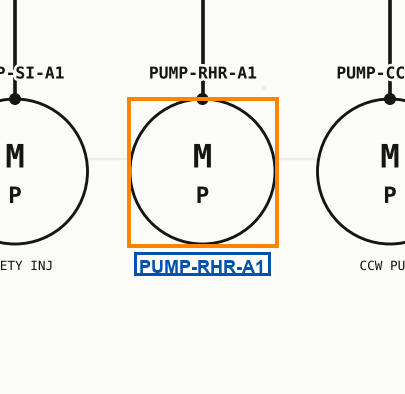 P-SI-A1 PUMP-RHR-A1 PUMP-CC
M M M
P P P
ETY INJ PUMP-RHR-A1 CCW PU